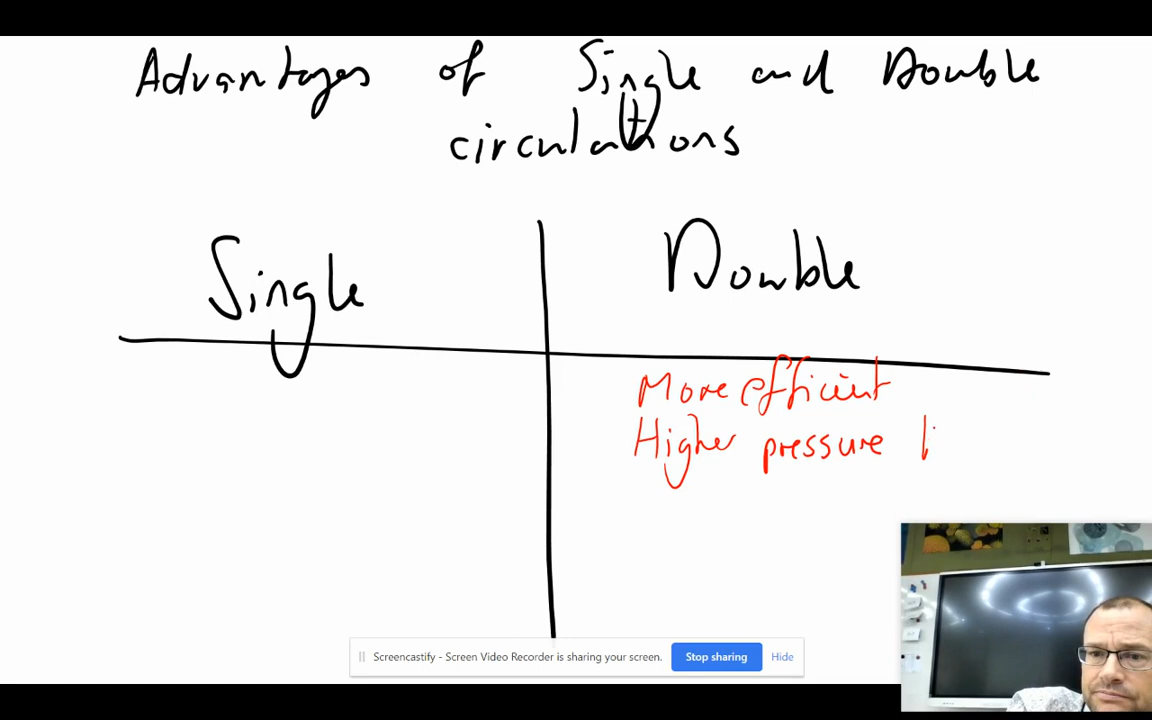 Advantages of Single and Double
circulations
Single
Double
More efficient
Higher pressure
Screencastify - Screen Video Recorder is sharing your screen.
Stop sharing
Hide